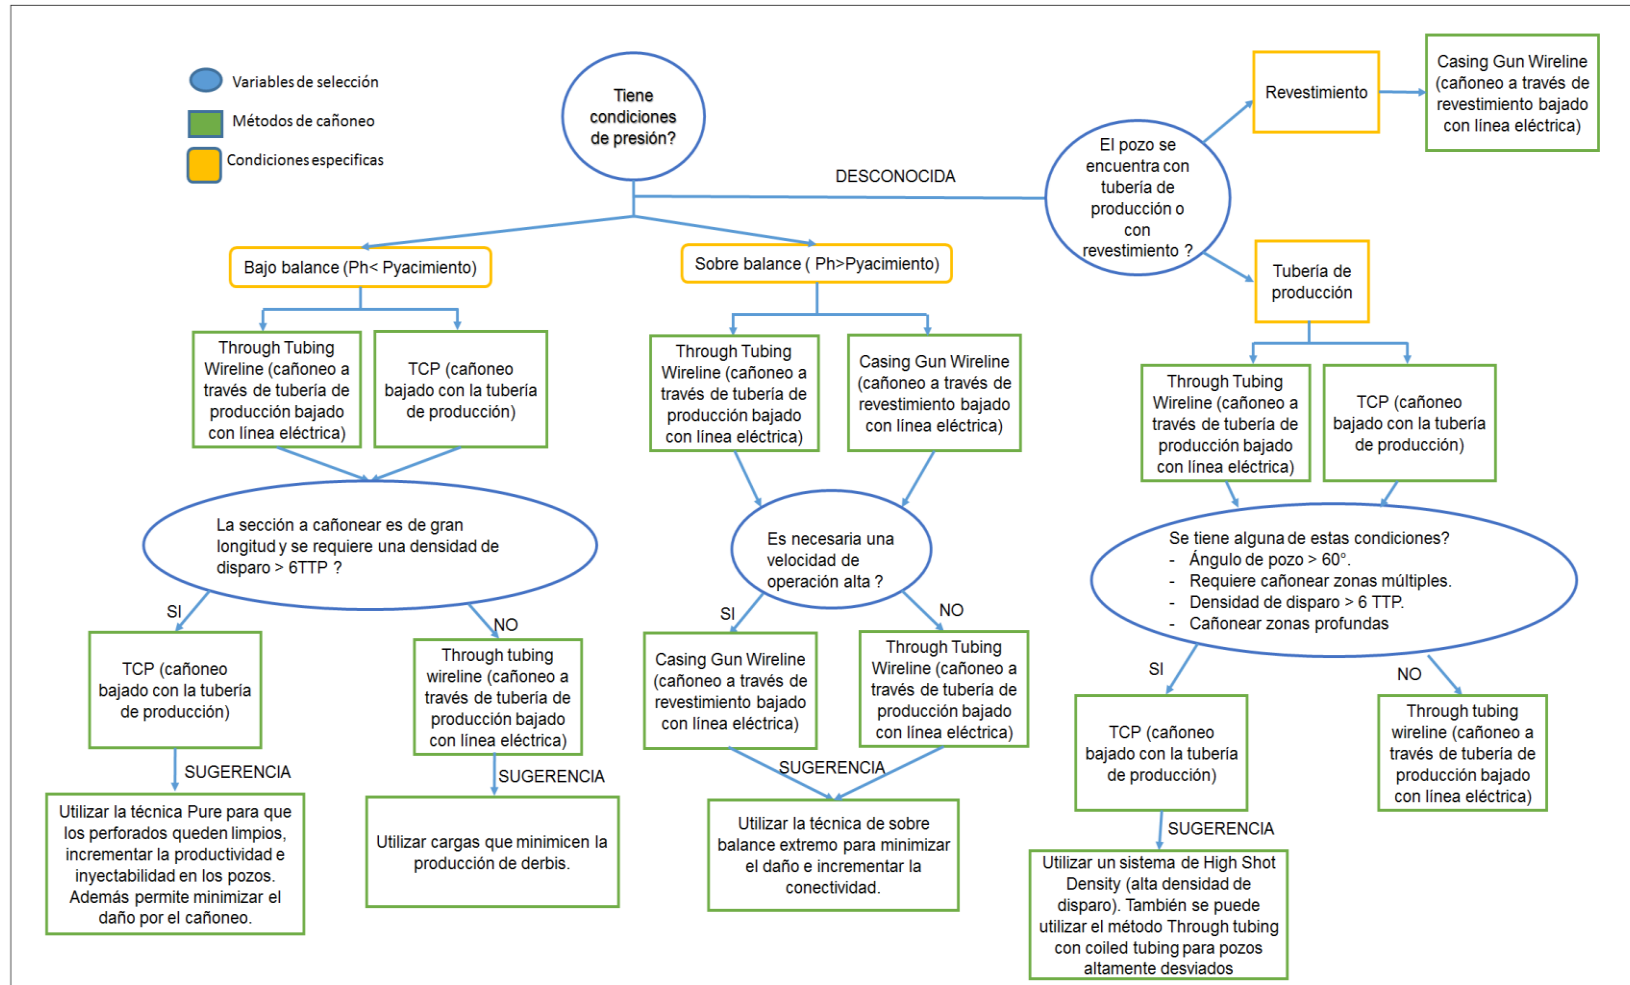 Variables de selección
Métodos de cañoneo
Condiciones especificas
Tiene
condiciones
de presión?
DESCONOCIDA
El pozo se
encuentra con
tubería de
producción o
con
revestimiento ?
Revestimiento
Casing Gun Wireline
(cañoneo a través de
revestimiento bajado
con línea eléctrica)
Tubería de
producción
Bajo balance (Ph< Pyacimiento)
Sobre balance ( Ph>Pyacimiento)
Through Tubing
Wireline (cañoneo a
través de tubería de
producción bajado
con línea eléctrica)
TCP (cañoneo
bajado con la tubería
de producción)
Through Tubing
Wireline (cañoneo a
través de tubería de
producción bajado
con línea eléctrica)
Casing Gun Wireline
(cañoneo a través de
revestimiento bajado
con línea eléctrica)
Through Tubing
Wireline (cañoneo a
través de tubería de
producción bajado
con línea eléctrica)
TCP (cañoneo
bajado con la tubería
de producción)
La sección a cañonear es de gran
longitud y se requiere una densidad de
disparo > 6TTP ?
Es necesaria una
velocidad de
operación alta ?
Se tiene alguna de estas condiciones?
- Ángulo de pozo > 60°.
- Requiere cañonear zonas múltiples.
- Densidad de disparo > 6 TTP.
- Cañonear zonas profundas
SI
NO
SI
NO
SI
NO
TCP (cañoneo
bajado con la tubería
de producción)
Through tubing
wireline (cañoneo a
través de tubería de
producción bajado
con línea eléctrica)
Casing Gun Wireline
(cañoneo a través de
revestimiento bajado
con línea eléctrica)
Through Tubing
Wireline (cañoneo a
través de tubería de
producción bajado
con línea eléctrica)
TCP (cañoneo
bajado con la tubería
de producción)
Through tubing
wireline (cañoneo a
través de tubería de
producción bajado
con línea eléctrica)
SUGERENCIA
SUGERENCIA
SUGERENCIA
SUGERENCIA
Utilizar la técnica Pure para que
los perforados queden limpios,
incrementar la productividad e
inyectabilidad en los pozos.
Además permite minimizar el
daño por el cañoneo.
Utilizar cargas que minimicen la
producción de derbis.
Utilizar la técnica de sobre
balance extremo para minimizar
el daño e incrementar la
conectividad.
Utilizar un sistema de High Shot
Density (alta densidad de
disparo). También se puede
utilizar el método Through tubing
con coiled tubing para pozos
altamente desviados